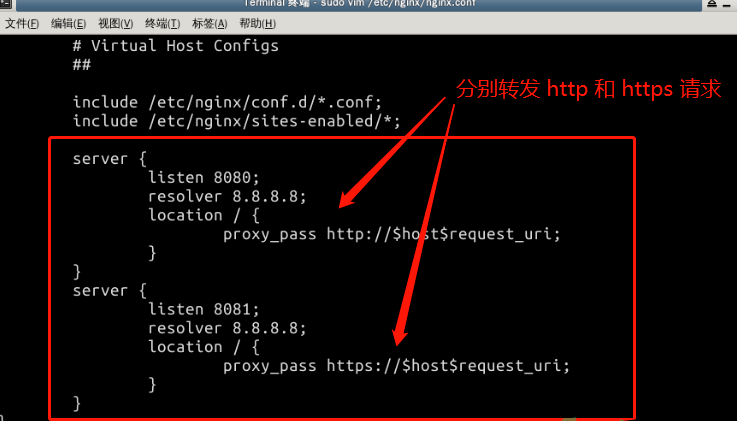 Terminal 终端 - sudo vim /etc/nginx/nginx.conf
文件(F) 编辑(E) 视图(V) 终端(T) 标签(A) 帮助(H)
# Virtual Host Configs
##
include /etc/nginx/conf.d/*.conf;
include /etc/nginx/sites-enabled/*;
分别转发 http 和 https 请求
server {
listen 8080;
resolver 8.8.8.8;
location / {
proxy_pass http://$host$request_uri;
}
}
server {
listen 8081;
resolver 8.8.8.8;
location / {
proxy_pass https://$host$request_uri;
}
}